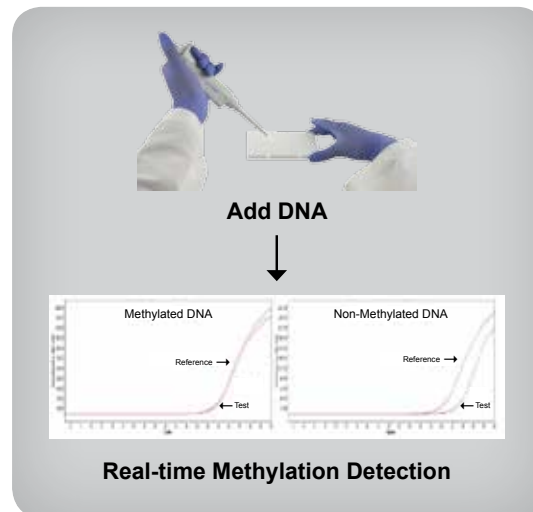 Add DNA
Methylated DNA
Reference
Test
Non-Methylated DNA
Reference
Test
Real-time Methylation Detection